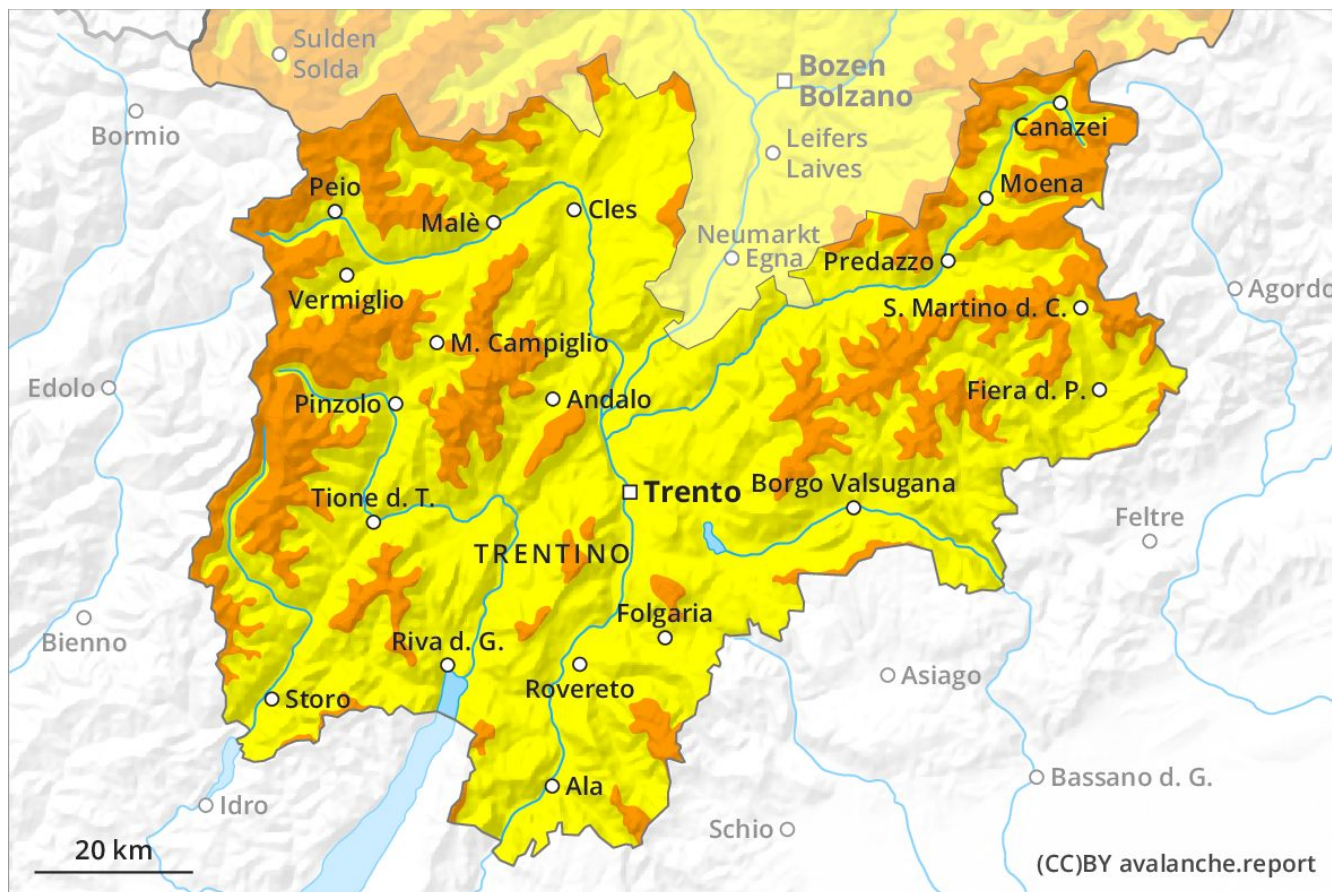 Sulden
Solda
Bozen
Bolzano
Bormio
Canazei
Leifers
Laives
Peio
Moena
Malè
Cles
Neumarkt
Egna
Predazzo
Vermiglio
Agordo
S. Martino d. C.
M. Campiglio
Edolo
Pinzolo
Andalo
Fiera d. P.
Trento
Borgo Valsugana
Tione d. T.
Feltre
TRENTINO
Folgaria
Bienno
Riva d. G.
Asiago
Rovereto
Storo
Bassano d. G.
Ala
Idro
Schio
20 km
(CC)BY avalanche.report